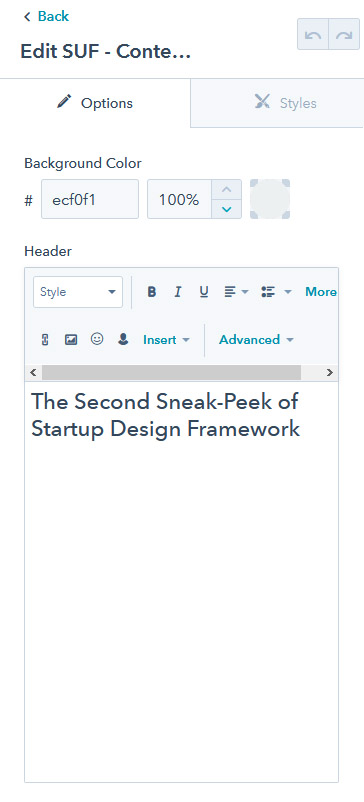 Back
Edit SUF - Conte...
Options
Styles
Background Color
# ecf0f1 100%
Header
Style B I U More
Insert Advanced
The Second Sneak-Peek of
Startup Design Framework